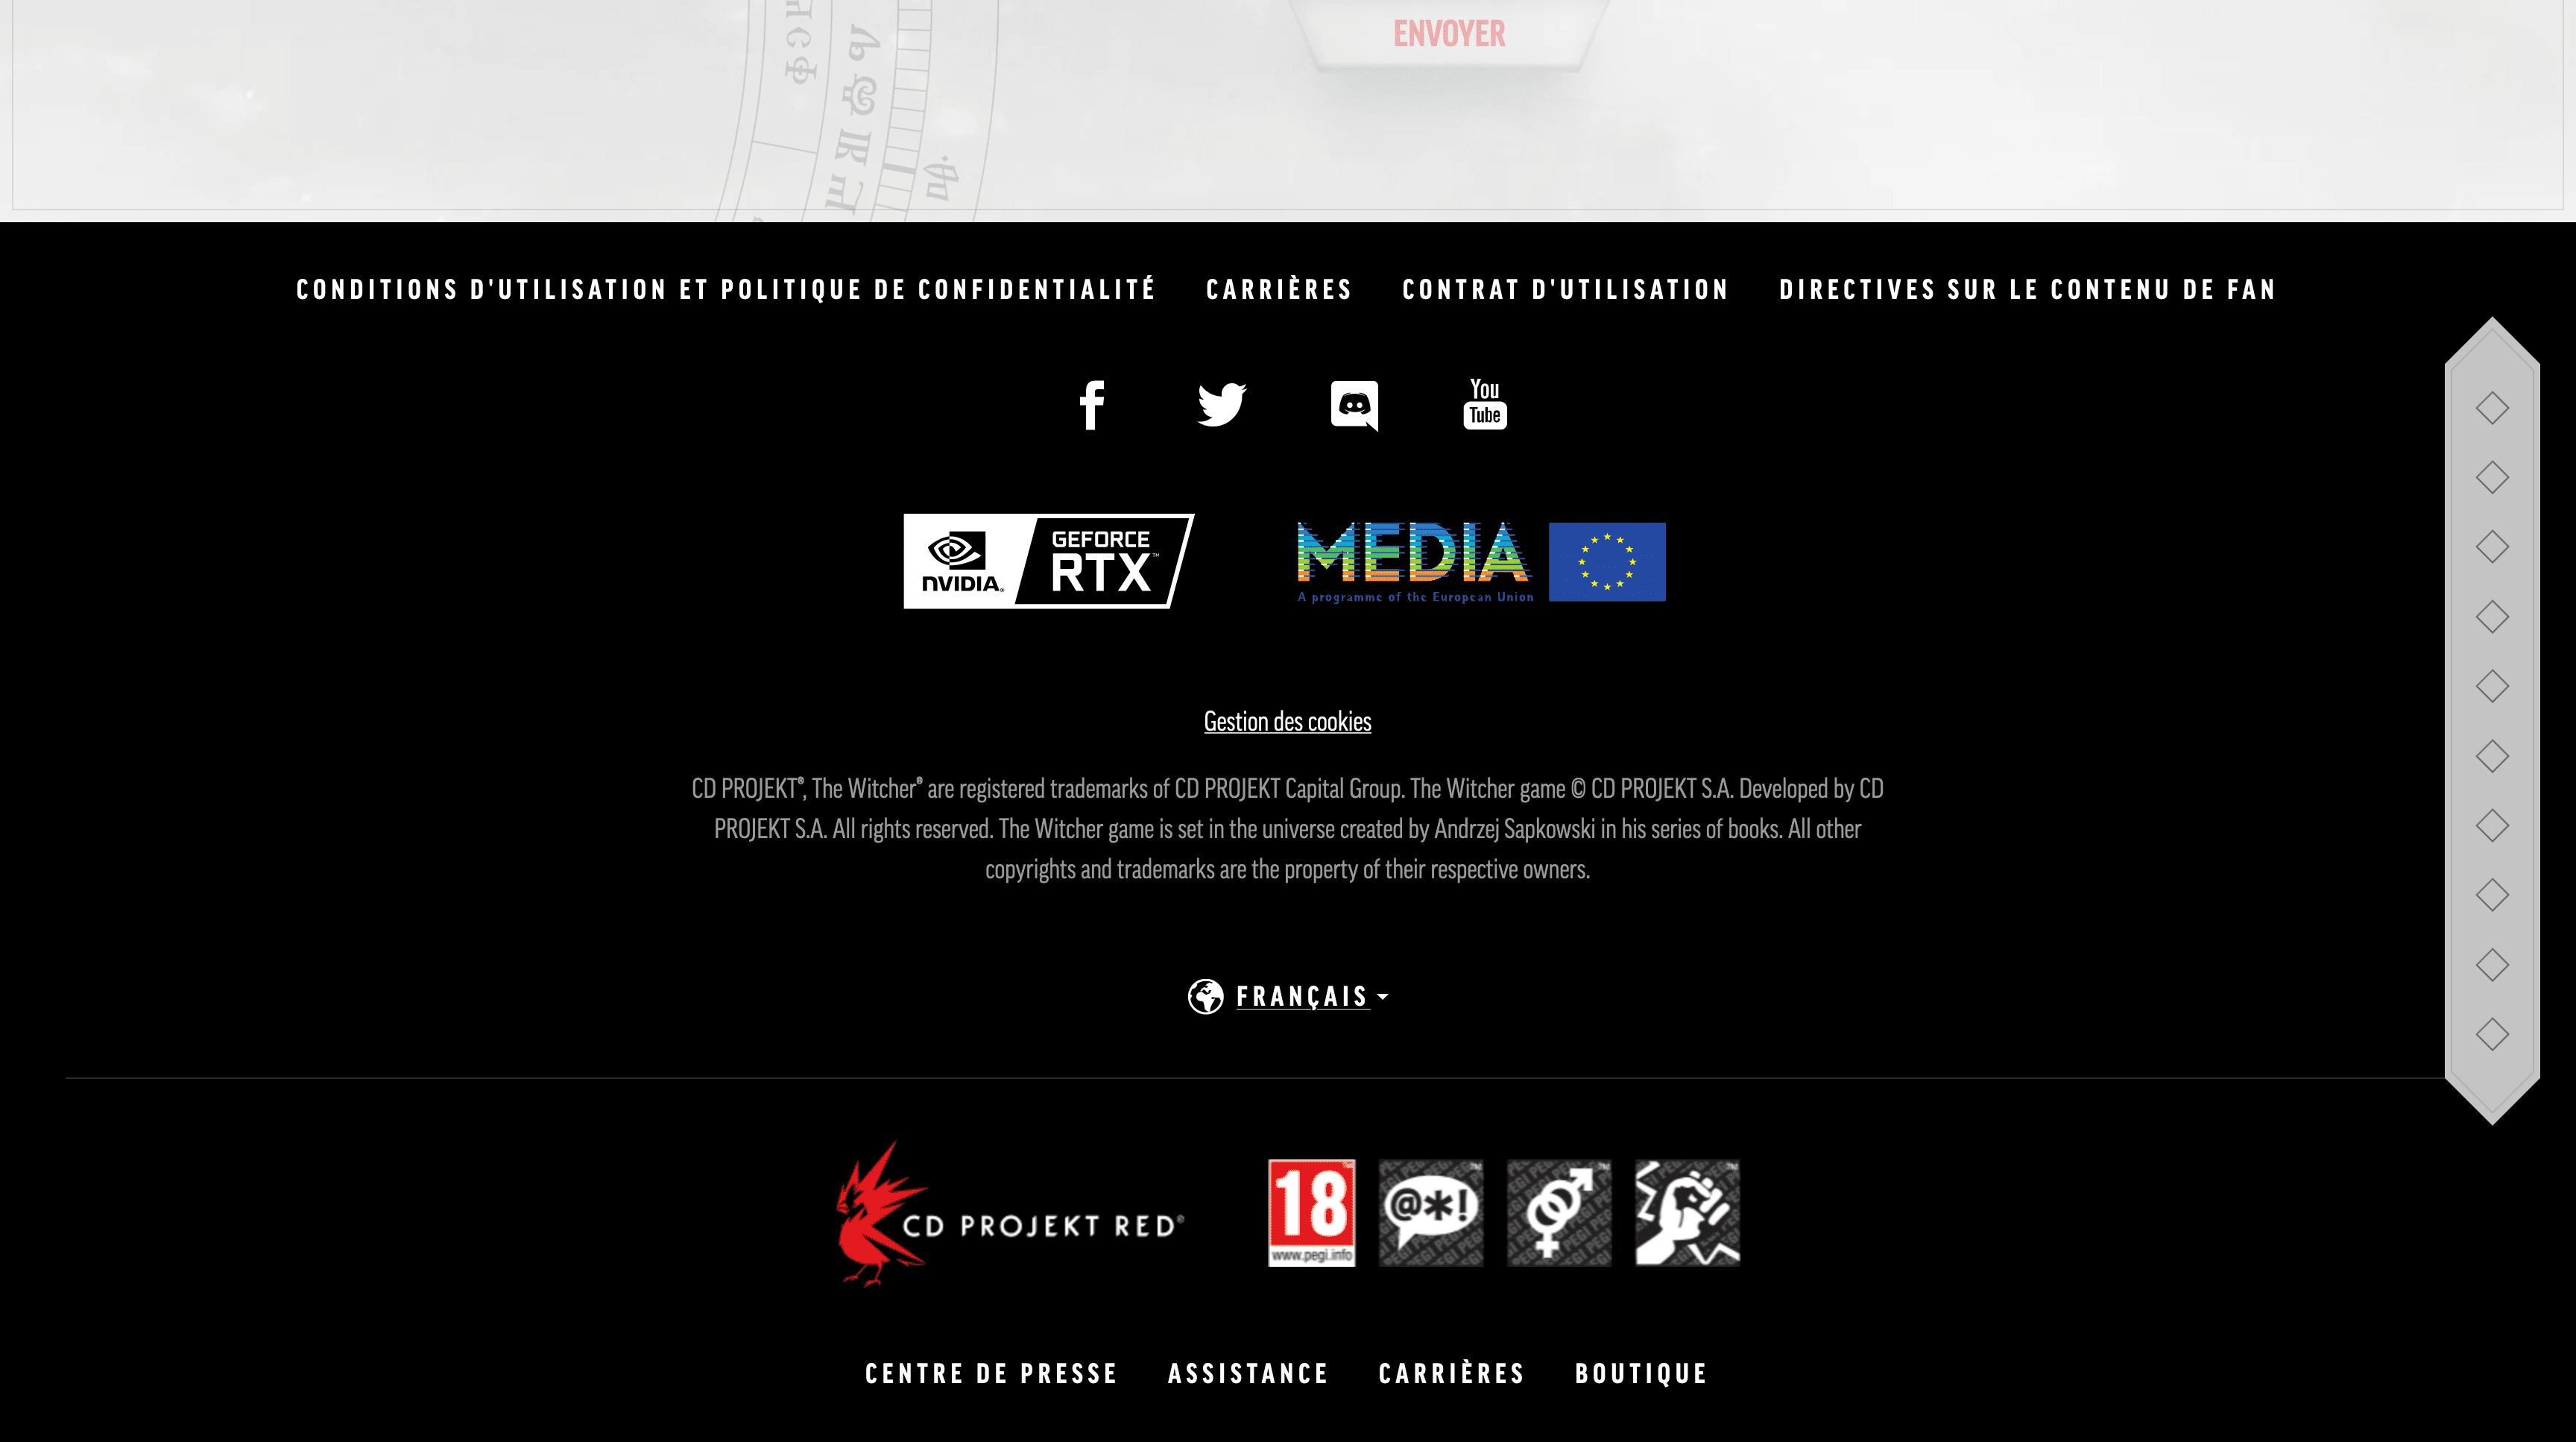 ENVOYER
CONDITIONS D'UTILISATION ET POLITIQUE DE CONFIDENTIALITÉ CARRIÈRES CONTRAT D'UTILISATION DIRECTIVES SUR LE CONTENU DE FAN
You
Tube
NVIDIA. GEFORCE RTX™
MEDIA
A programme of the European Union
Gestion des cookies
CD PROJEKT®, The Witcher® are registered trademarks of CD PROJEKT Capital Group. The Witcher game © CD PROJEKT S.A. Developed by CD
PROJEKT S.A. All rights reserved. The Witcher game is set in the universe created by Andrzej Sapkowski in his series of books. All other
copyrights and trademarks are the property of their respective owners.
FRANÇAIS
CD PROJEKT RED®
18
www.pegi.info
@*!
CENTRE DE PRESSE ASSISTANCE CARRIÈRES BOUTIQUE